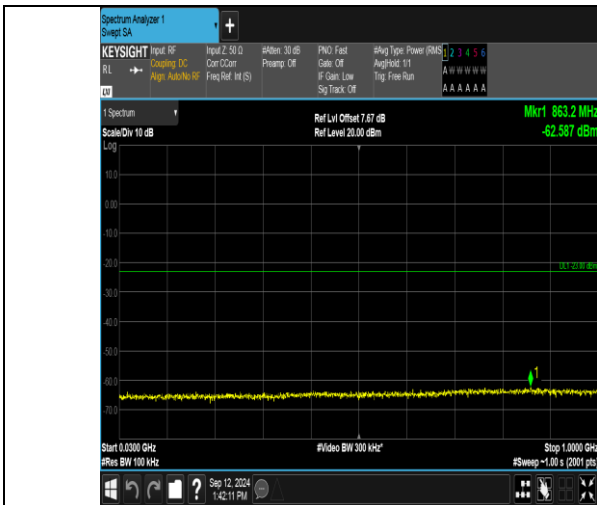 Spectrum Analyzer 1
Swept SA
+
KEYSIGHT
RL
LXI
Input: RF
Coupling: DC
Align: Auto/No RF
Input Z: 50 Ω
Corr CCorr
Freq Ref: Int (S)
#Atten: 30 dB
Preamp: Off
PNO: Fast
Gate: Off
IF Gain: Low
Sig Track: Off
#Avg Type: Power (RMS
Avg|Hold: 1/1
Trig: Free Run
1 2 3 4 5 6
A W W W W W
A A A A A A
1 Spectrum
Scale/Div 10 dB
Log
Ref Lvl Offset 7.67 dB
Ref Level 20.00 dBm
Mkr1 863.2 MHz
-62.587 dBm
10.0
0.00
-10.0
-20.0
DL1 -23.00 dBm
-30.0
-40.0
-50.0
1
-60.0
-70.0
Start 0.0300 GHz
#Res BW 100 kHz
#Video BW 300 kHz*
Stop 1.0000 GHz
#Sweep ~1.00 s (2001 pts)
?
Sep 12, 2024
1:42:11 PM